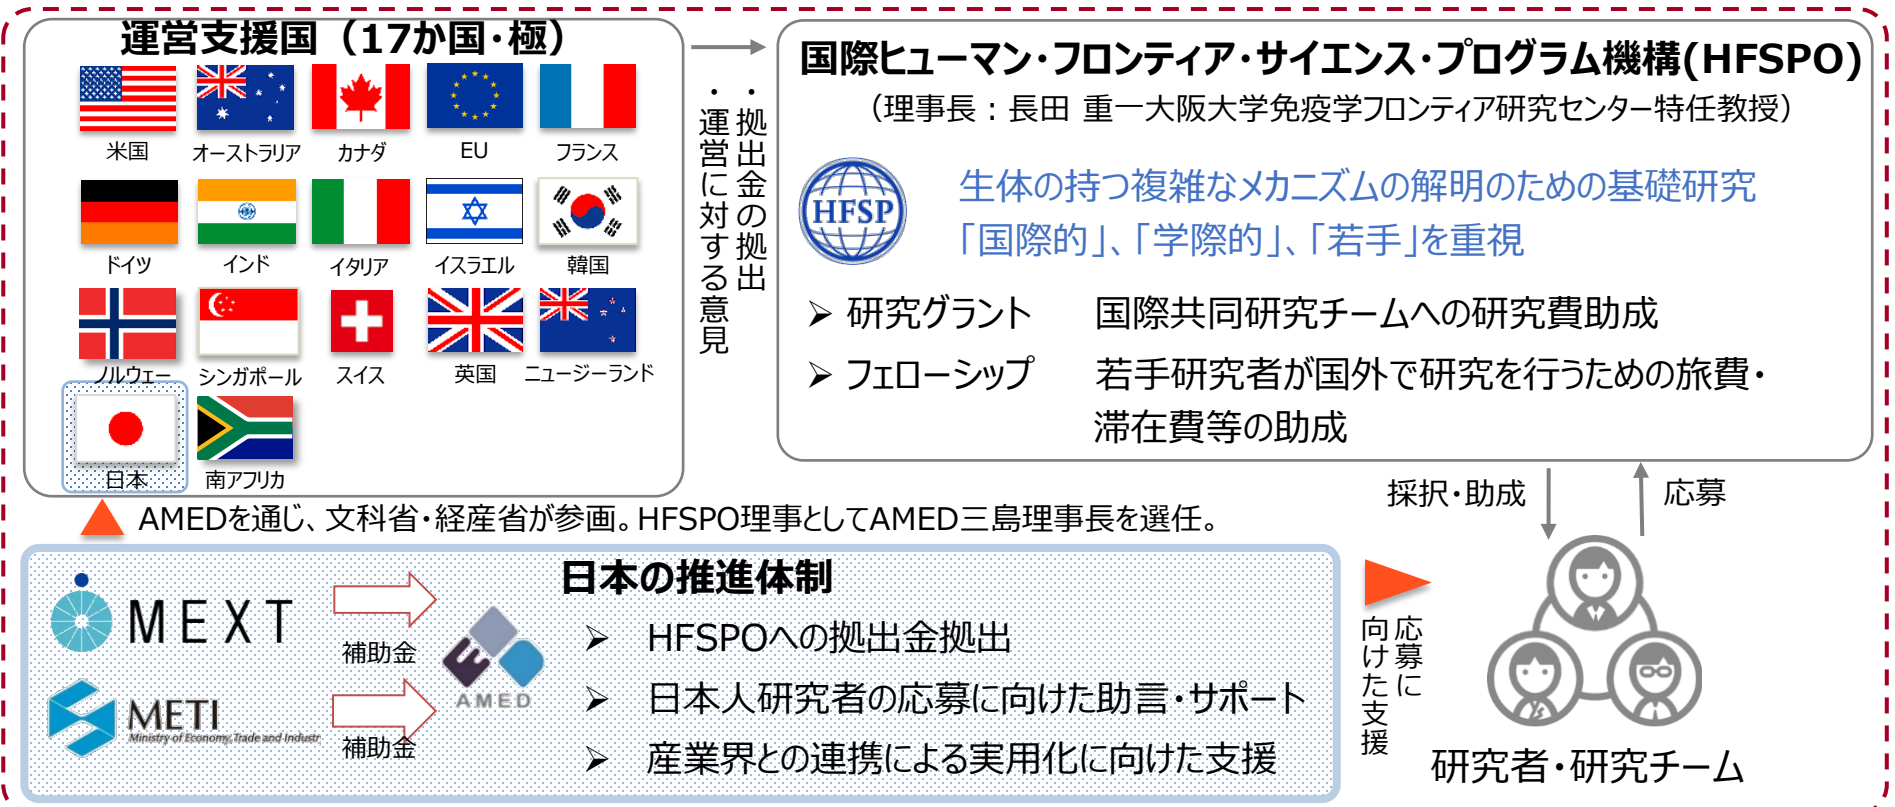 運営支援国（17か国・極）
米国
オーストラリア
カナダ
EU
フランス
ドイツ
インド
イタリア
イスラエル
韓国
ノルウェー
シンガポール
スイス
英国
ニュージーランド
日本
南アフリカ
・拠出金の拠出
・運営に対する意見
国際ヒューマン・フロンティア・サイエンス・プログラム機構(HFSPO)
（理事長：長田 重一大阪大学免疫学フロンティア研究センター特任教授）
HFSP
生体の持つ複雑なメカニズムの解明のための基礎研究
「国際的」、「学際的」、「若手」を重視
➢ 研究グラント 国際共同研究チームへの研究費助成
➢ フェローシップ 若手研究者が国外で研究を行うための旅費・
滞在費等の助成
採択・助成
応募
AMEDを通じ、文科省・経産省が参画。HFSPO理事としてAMED三島理事長を選任。
日本の推進体制
MEXT
補助金
METI
Ministry of Economy, Trade and Industr
補助金
AMED
➢ HFSPOへの拠出金拠出
➢ 日本人研究者の応募に向けた助言・サポート
➢ 産業界との連携による実用化に向けた支援
応募に
向けた支援
研究者・研究チーム